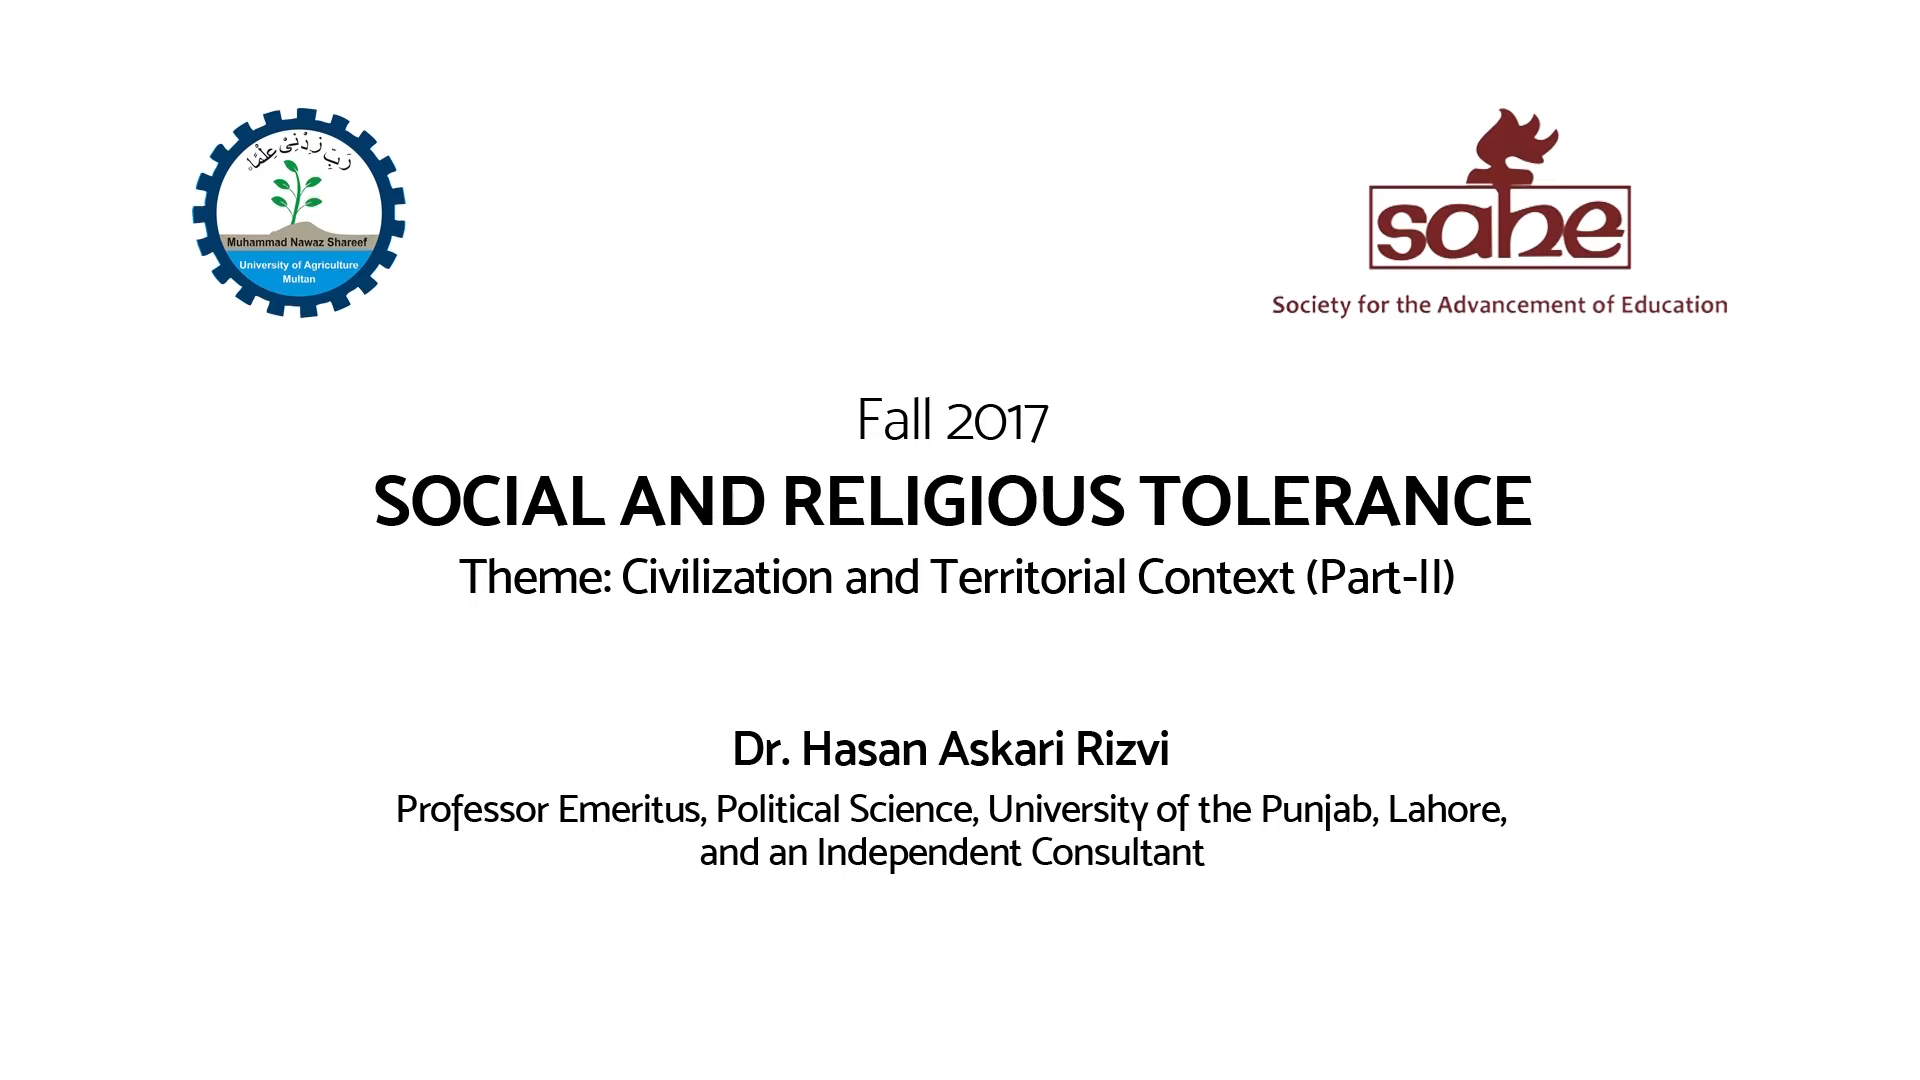 رَبِّ زِدْنِیْ عِلْمًا
Muhammad Nawaz Shareef
University of Agriculture
Multan
sahe
Society for the Advancement of Education
Fall 2017
SOCIAL AND RELIGIOUS TOLERANCE
Theme: Civilization and Territorial Context (Part-II)
Dr. Hasan Askari Rizvi
Professor Emeritus, Political Science, University of the Punjab, Lahore,
and an Independent Consultant